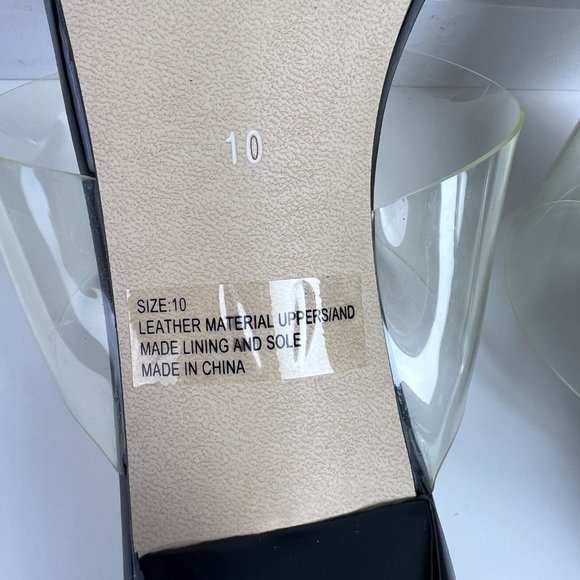 10
SIZE:10
LEATHER MATERIAL UPPERS/AND
MADE LINING AND SOLE
MADE IN CHINA